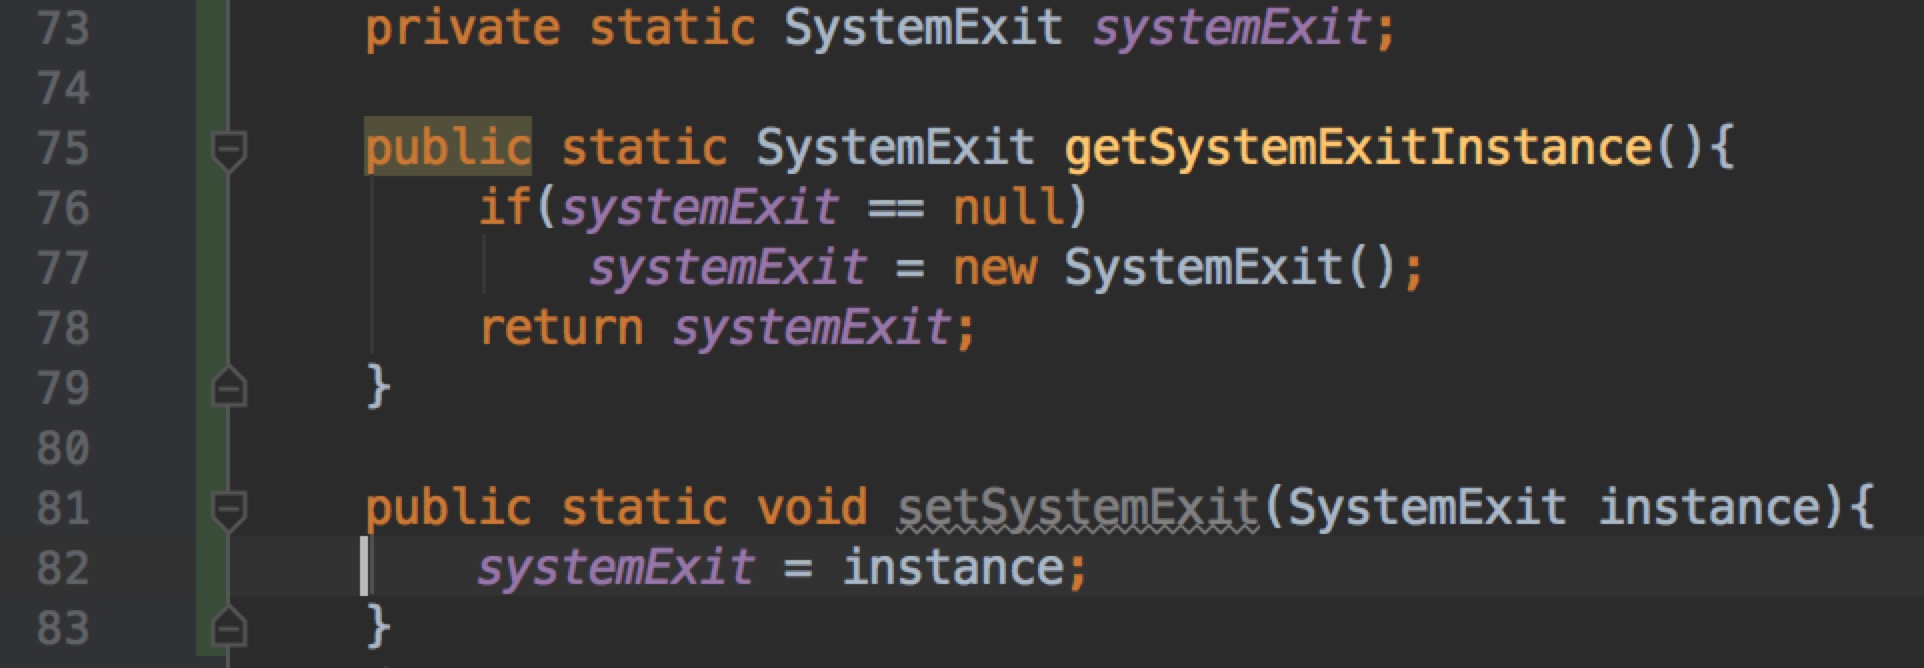 73 private static SystemExit systemExit;
74
75 public static SystemExit getSystemExitInstance(){
76 if(systemExit == null)
77 systemExit = new SystemExit();
78 return systemExit;
79 }
80
81 public static void setSystemExit(SystemExit instance){
82 systemExit = instance;
83 }